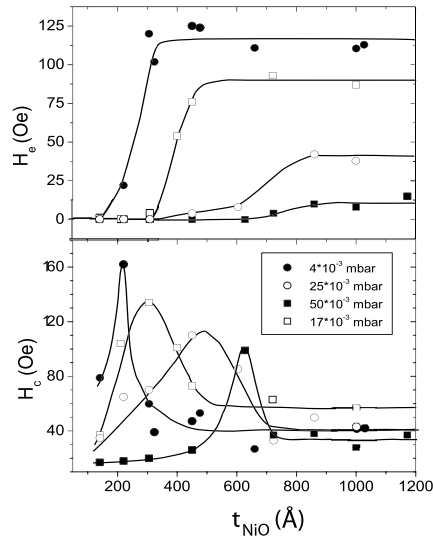 125
100
75
50
25
0
H_e (Oe)
160
120
80
40
H_c (Oe)
4*10^-3 mbar
25*10^-3 mbar
50*10^-3 mbar
17*10^-3 mbar
200 400 600 800 1000 1200
t_NiO (Å)